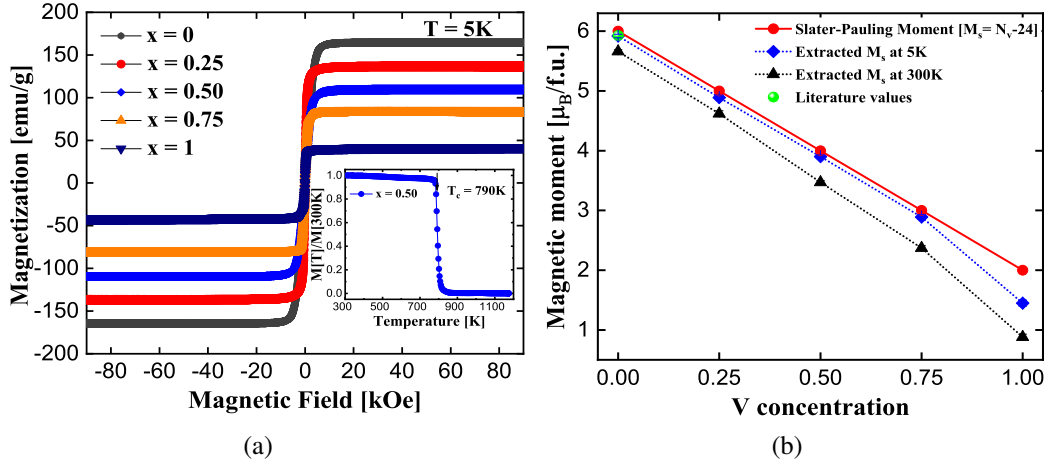 200
150
100
50
0
-50
-100
-150
-200
Magnetization [emu/g]
x = 0
x = 0.25
x = 0.50
x = 0.75
x = 1
T = 5K
1.0
0.8
0.6
0.4
0.2
0.0
M[T]/M[300K]
x = 0.50
T_c = 790K
300 500 700 900 1100
Temperature [K]
-80 -60 -40 -20 0 20 40 60 80
Magnetic Field [kOe]
(a)
6
5
4
3
2
1
Magnetic moment [μ_B/f.u.]
Slater-Pauling Moment [M_s= N_v-24]
Extracted M_s at 5K
Extracted M_s at 300K
Literature values
0.00 0.25 0.50 0.75 1.00
V concentration
(b)